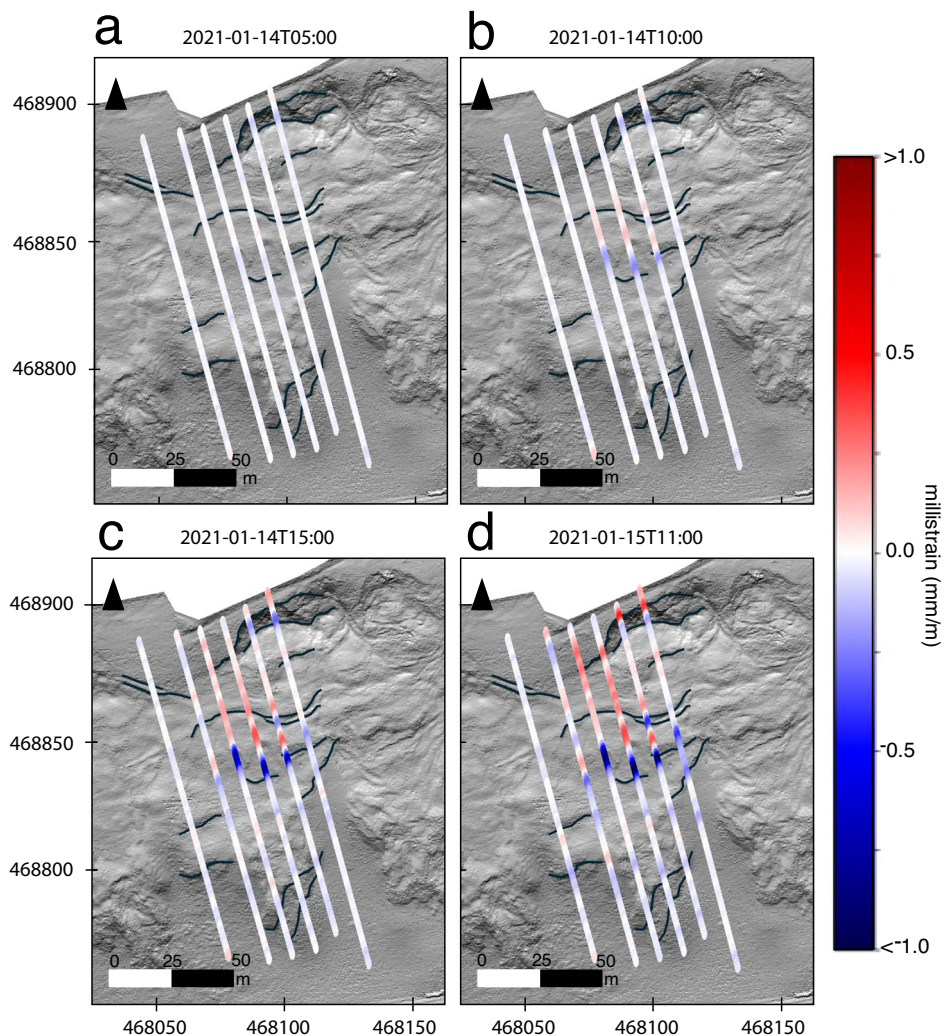 a
2021-01-14T05:00
b
2021-01-14T10:00
468900
468850
468800
0 25 50
m
0 25 50
m
>1.0
0.5
0.0
-0.5
<-1.0
millistrain (mm/m)
c
2021-01-14T15:00
d
2021-01-15T11:00
468900
468850
468800
0 25 50
m
0 25 50
m
468050 468100 468150
468050 468100 468150